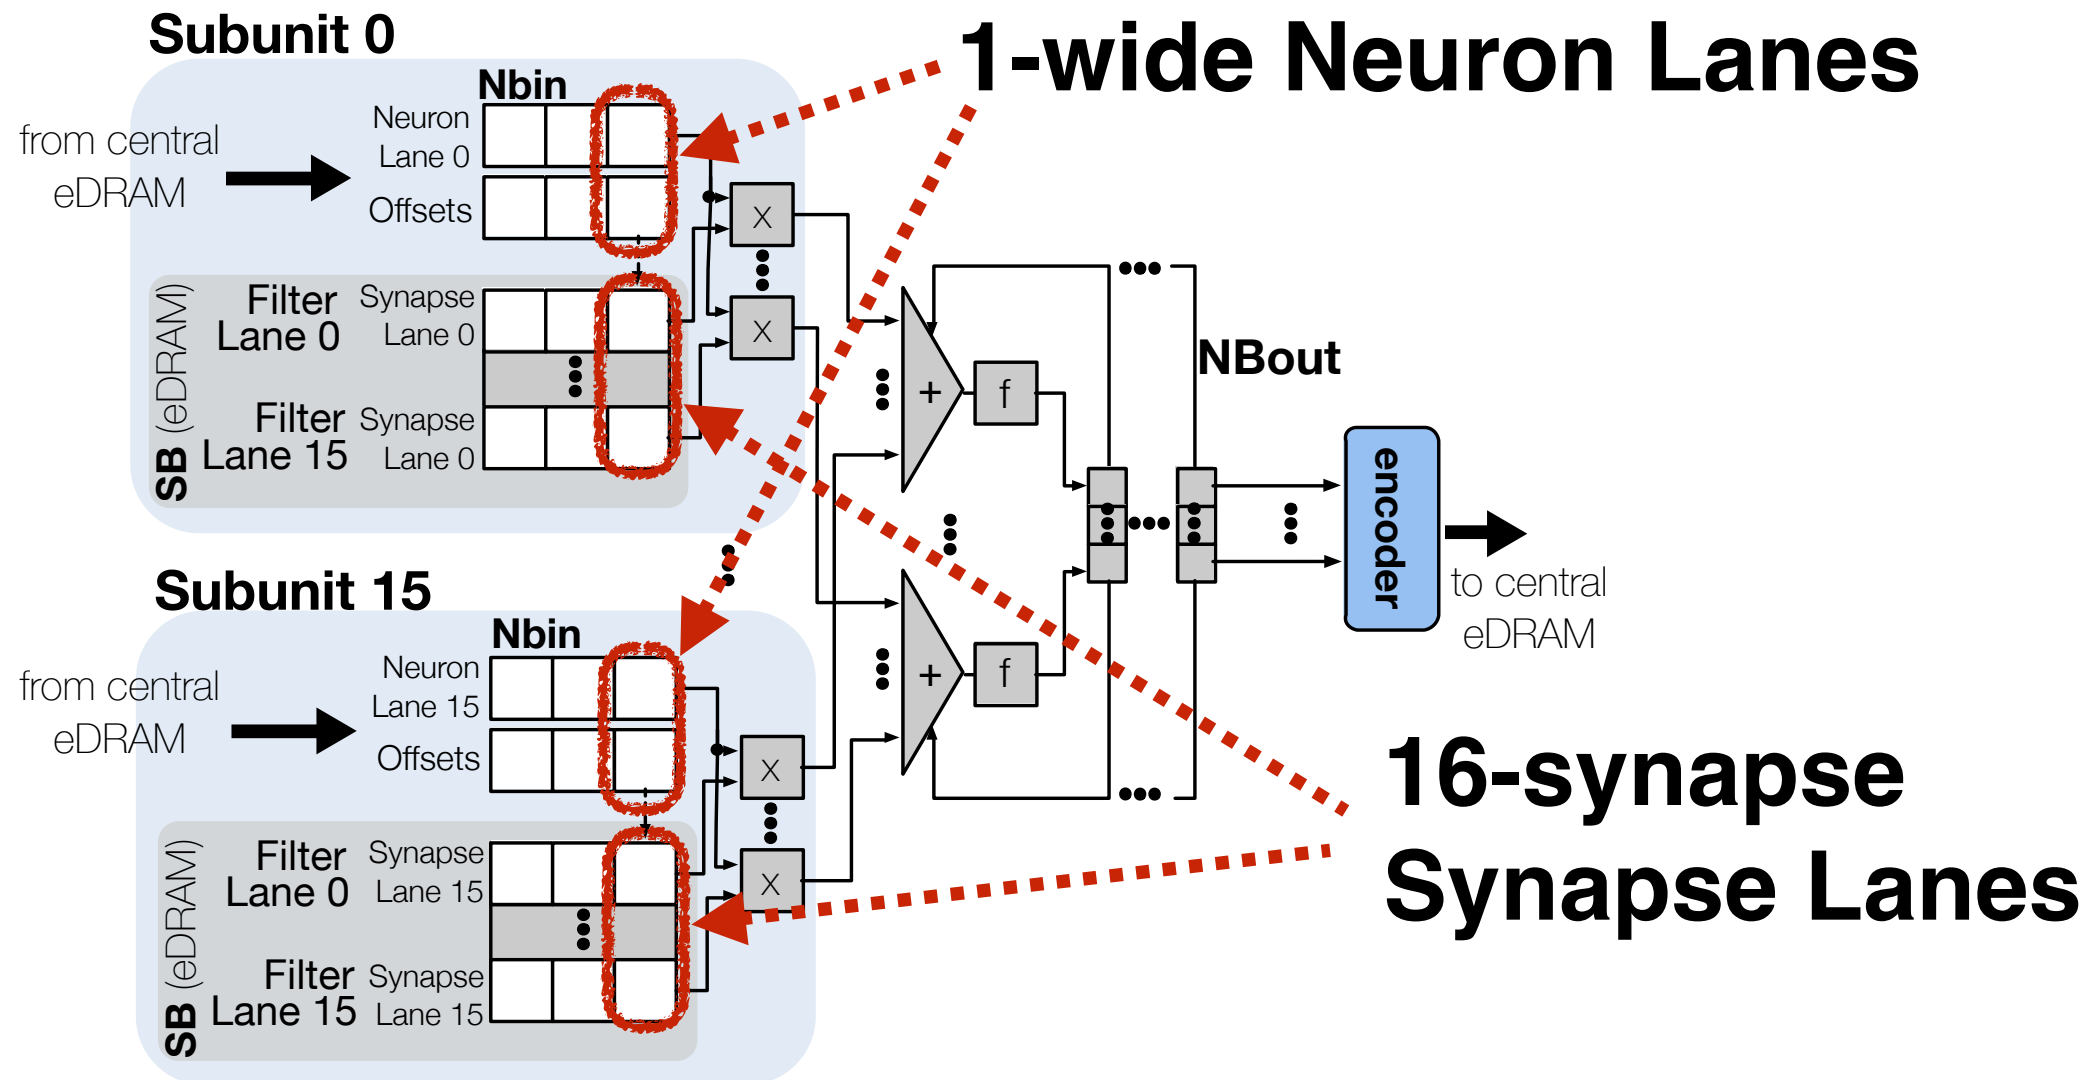 Subunit 0
1-wide Neuron Lanes
Nbin
Neuron
Lane 0
from central
eDRAM
Offsets
x
SB (eDRAM)
Filter
Lane 0
Synapse
Lane 0
x
Filter
Lane 15
Synapse
Lane 0
+
f
NBout
encoder
to central
eDRAM
Subunit 15
Nbin
Neuron
Lane 15
from central
eDRAM
Offsets
x
+
f
16-synapse
Synapse Lanes
SB (eDRAM)
Filter
Lane 0
Synapse
Lane 15
x
Filter
Lane 15
Synapse
Lane 15